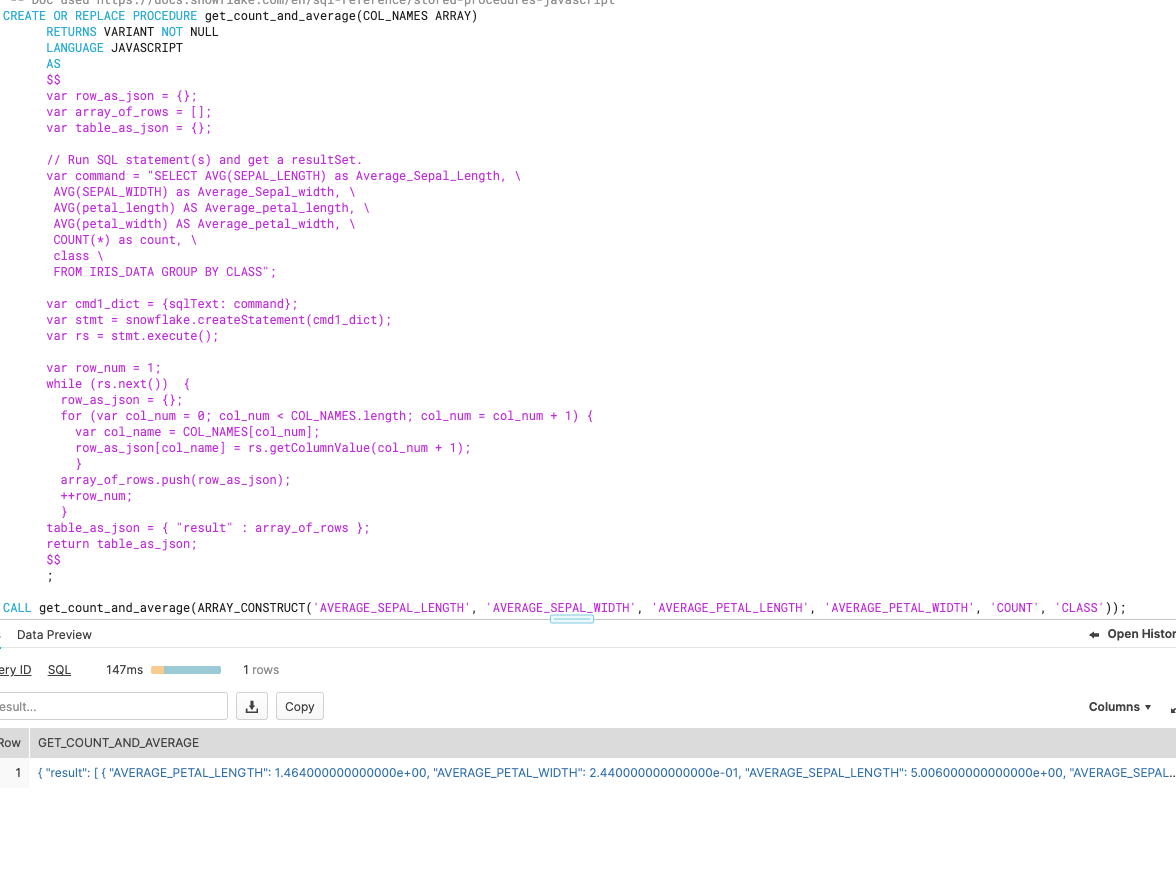 -- Doc used https://docs.snowflake.com/en/sql-reference/stored-procedures-javascript
CREATE OR REPLACE PROCEDURE get_count_and_average(COL_NAMES ARRAY)
      RETURNS VARIANT NOT NULL
      LANGUAGE JAVASCRIPT
      AS
      $$
      var row_as_json = {};
      var array_of_rows = [];
      var table_as_json = {};

      // Run SQL statement(s) and get a resultSet.
      var command = "SELECT AVG(SEPAL_LENGTH) as Average_Sepal_Length, \
       AVG(SEPAL_WIDTH) as Average_Sepal_width, \
       AVG(petal_length) AS Average_petal_length, \
       AVG(petal_width) AS Average_petal_width, \
       COUNT(*) as count, \
       class \
       FROM IRIS_DATA GROUP BY CLASS";

      var cmd1_dict = {sqlText: command};
      var stmt = snowflake.createStatement(cmd1_dict);
      var rs = stmt.execute();

      var row_num = 1;
      while (rs.next())  {
        row_as_json = {};
        for (var col_num = 0; col_num < COL_NAMES.length; col_num = col_num + 1) {
          var col_name = COL_NAMES[col_num];
          row_as_json[col_name] = rs.getColumnValue(col_num + 1);
          }
        array_of_rows.push(row_as_json);
        ++row_num;
        }
      table_as_json = { "result" : array_of_rows };
      return table_as_json;
      $$
      ;

CALL get_count_and_average(ARRAY_CONSTRUCT('AVERAGE_SEPAL_LENGTH', 'AVERAGE_SEPAL_WIDTH', 'AVERAGE_PETAL_LENGTH', 'AVERAGE_PETAL_WIDTH', 'COUNT', 'CLASS'));
Data Preview Open Histor
ery ID SQL 147ms 1 rows
esult... Copy Columns
Row GET_COUNT_AND_AVERAGE
1 { "result": [ { "AVERAGE_PETAL_LENGTH": 1.464000000000000e+00, "AVERAGE_PETAL_WIDTH": 2.440000000000000e-01, "AVERAGE_SEPAL_LENGTH": 5.006000000000000e+00, "AVERAGE_SEPAL...